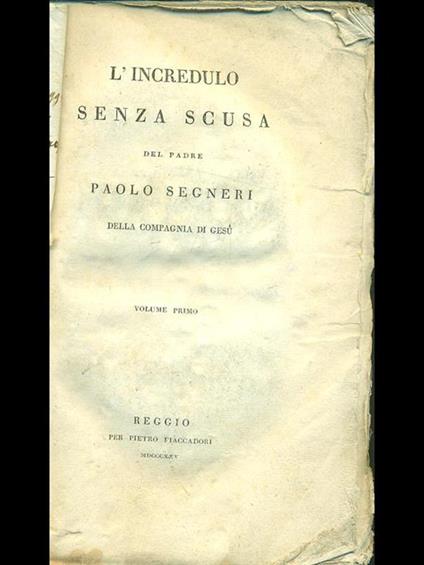 L'INCREDULO
SENZA SCUSA
DEL PADRE
PAOLO SEGNERI
DELLA COMPAGNIA DI GESÙ
VOLUME PRIMO
REGGIO
PER PIETRO FIACCADORI
MDCCCXXV